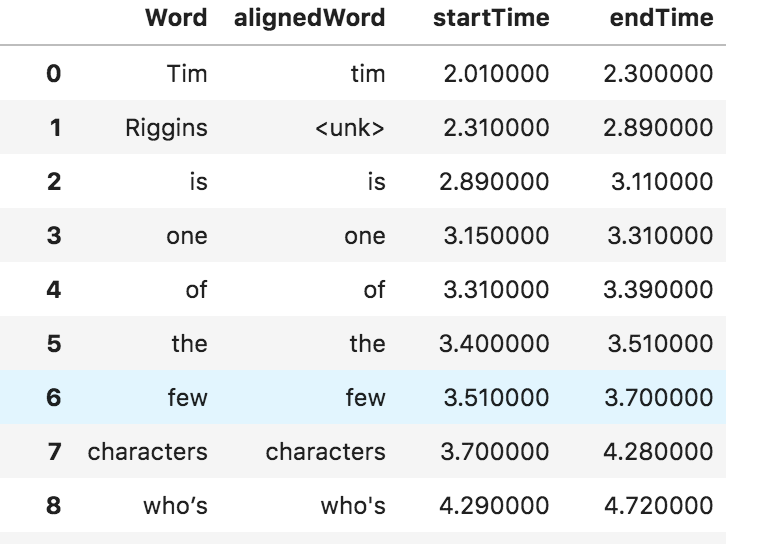 Word alignedWord startTime endTime
0 Tim tim 2.010000 2.300000
1 Riggins <unk> 2.310000 2.890000
2 is is 2.890000 3.110000
3 one one 3.150000 3.310000
4 of of 3.310000 3.390000
5 the the 3.400000 3.510000
6 few few 3.510000 3.700000
7 characters characters 3.700000 4.280000
8 who’s who's 4.290000 4.720000